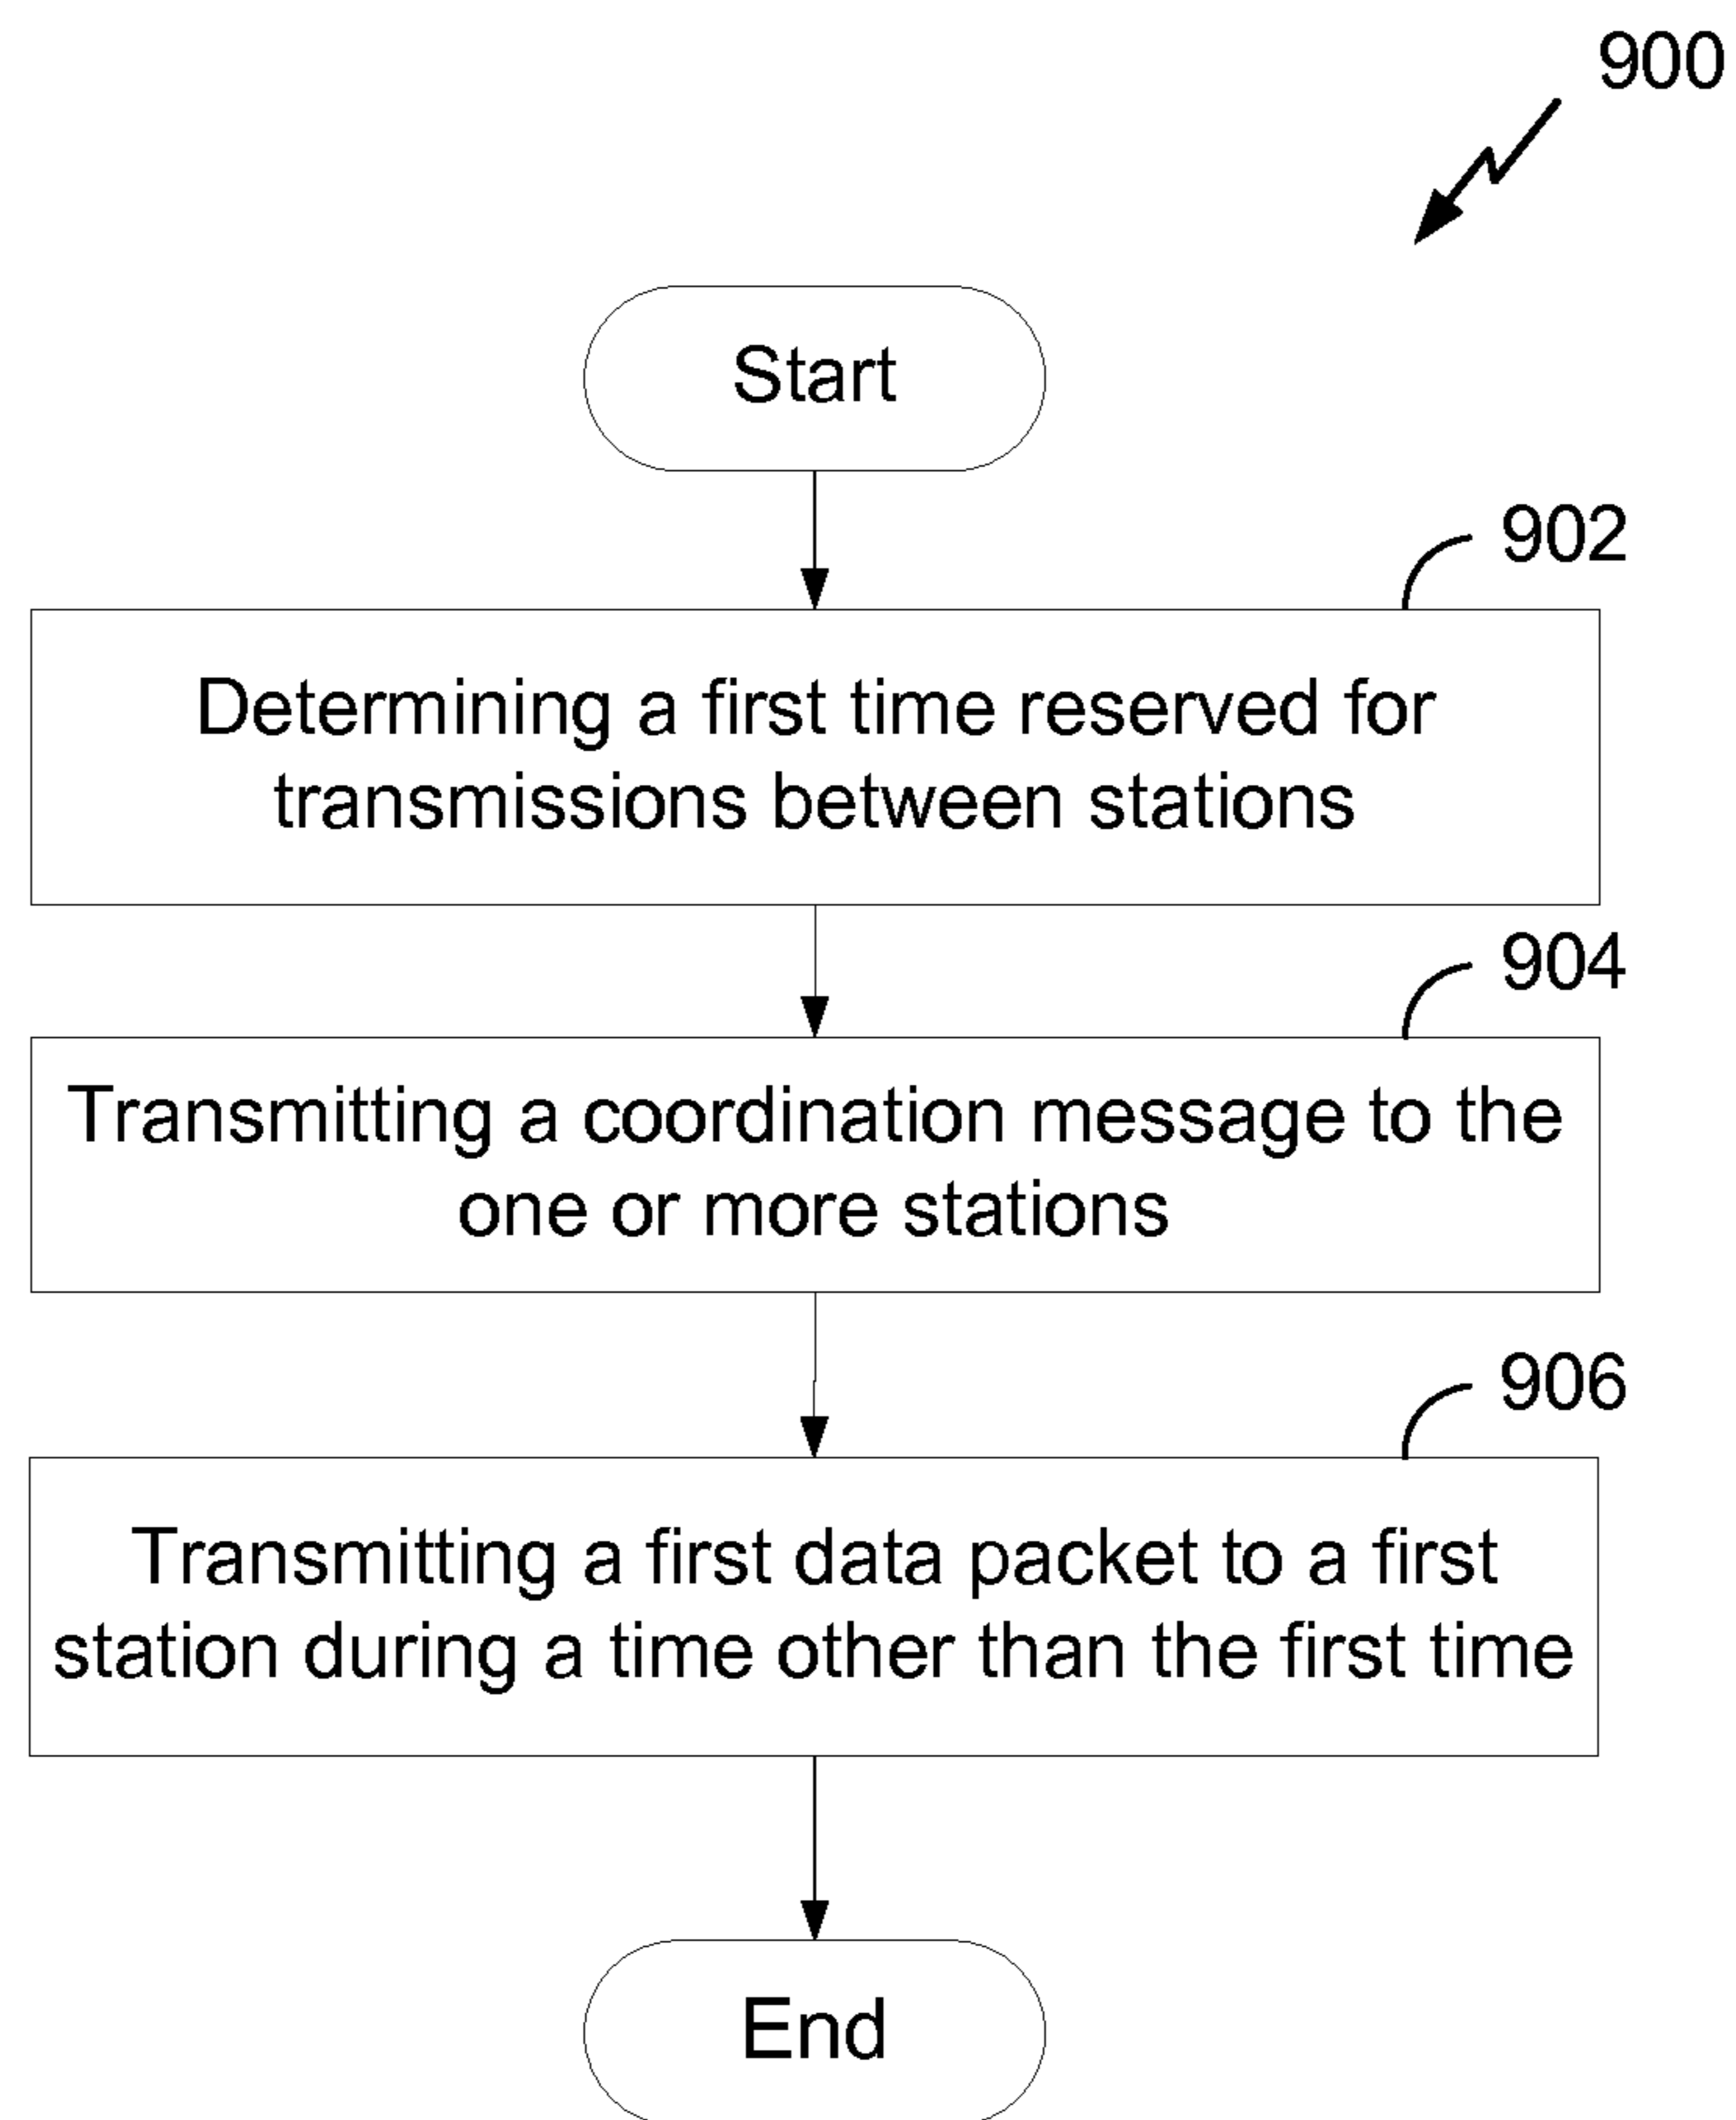 900
Start
902
Determining a first time reserved for
transmissions between stations
904
Transmitting a coordination message to the
one or more stations
906
Transmitting a first data packet to a first
station during a time other than the first time
End